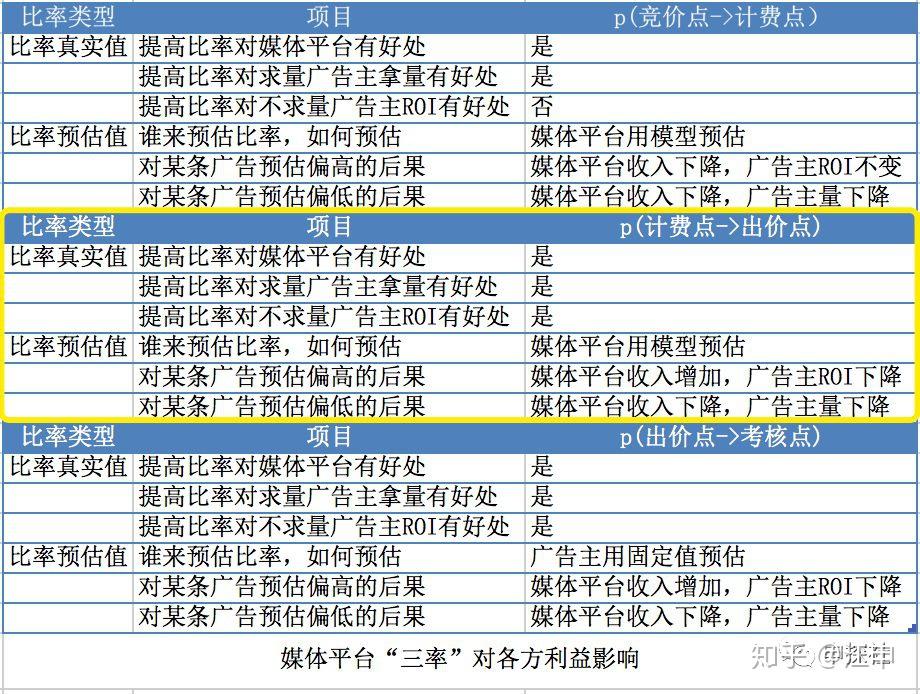 比率类型 项目 p(竞价点->计费点)
比率真实值 提高比率对媒体平台有好处 是
提高比率对求量广告主拿量有好处 是
提高比率对不求量广告主ROI有好处 否
比率预估值 谁来预估比率，如何预估 媒体平台用模型预估
对某条广告预估偏高的后果 媒体平台收入下降，广告主ROI不变
对某条广告预估偏低的后果 媒体平台收入下降，广告主量下降
比率类型 项目 p(计费点->出价点)
比率真实值 提高比率对媒体平台有好处 是
提高比率对求量广告主拿量有好处 是
提高比率对不求量广告主ROI有好处 是
比率预估值 谁来预估比率，如何预估 媒体平台用模型预估
对某条广告预估偏高的后果 媒体平台收入增加，广告主ROI下降
对某条广告预估偏低的后果 媒体平台收入下降，广告主量下降
比率类型 项目 p(出价点->考核点)
比率真实值 提高比率对媒体平台有好处 是
提高比率对求量广告主拿量有好处 是
提高比率对不求量广告主ROI有好处 是
比率预估值 谁来预估比率，如何预估 广告主用固定值预估
对某条广告预估偏高的后果 媒体平台收入增加，广告主ROI下降
对某条广告预估偏低的后果 媒体平台收入下降，广告主量下降
媒体平台“三率”对各方利益影响
知乎